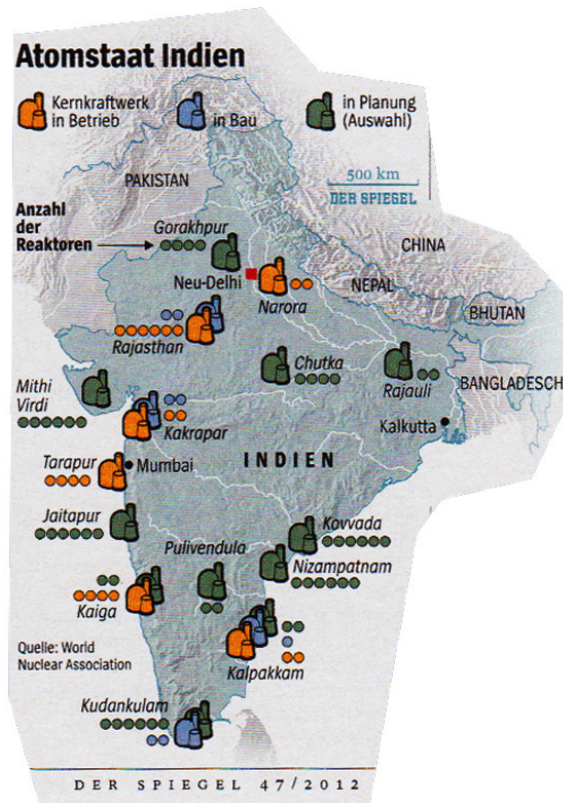 Atomstaat Indien
Kernkraftwerk
in Betrieb
in Bau
in Planung
(Auswahl)
500 km
DER SPIEGEL
PAKISTAN
Anzahl
der
Reaktoren
Gorakhpur
CHINA
Neu-Delhi
NEPAL
Narora
BHUTAN
Rajasthan
Chutka
Rajauli
BANGLADESCH
Mithi
Virdi
Kakrapar
Kalkutta
INDIEN
Tarapur
Mumbai
Jaitapur
Kovvada
Pulivendula
Nizampatnam
Kaiga
Quelle: World
Nuclear Association
Kalpakkam
Kudankulam
DER SPIEGEL 47/2012